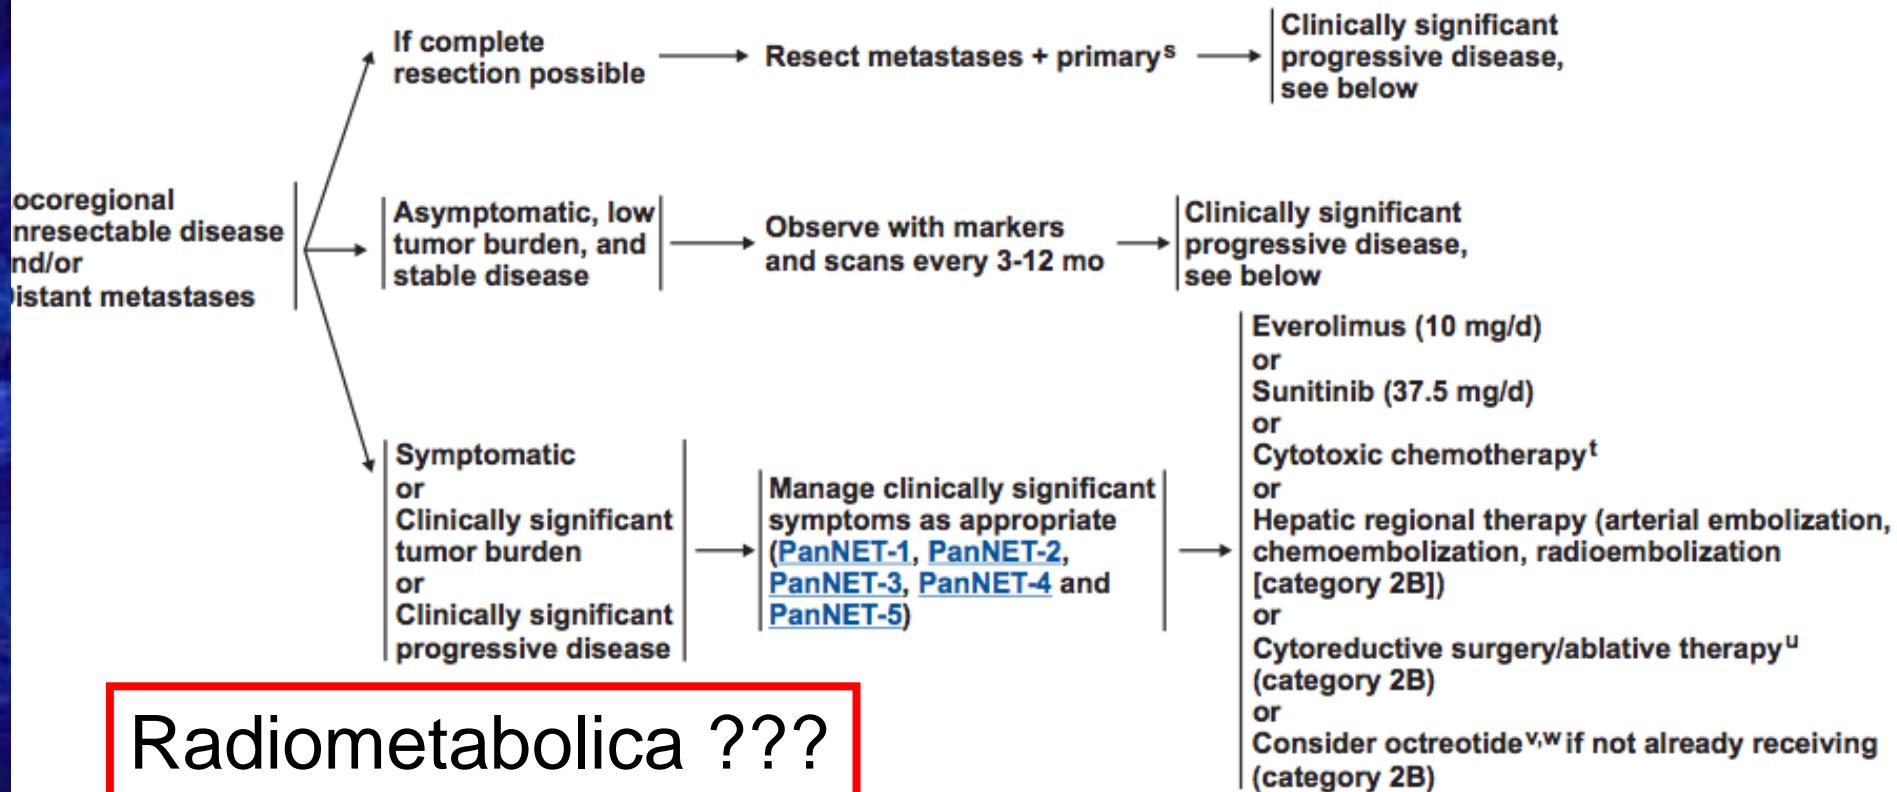 If complete
resection possible
Resect metastases + primaryˢ
Clinically significant
progressive disease,
see below
ocoregional
nresectable disease
nd/or
istant metastases
Asymptomatic, low
tumor burden, and
stable disease
Observe with markers
and scans every 3-12 mo
Clinically significant
progressive disease,
see below
Symptomatic
or
Clinically significant
tumor burden
or
Clinically significant
progressive disease
Manage clinically significant
symptoms as appropriate
(PanNET-1, PanNET-2,
PanNET-3, PanNET-4 and
PanNET-5)
Everolimus (10 mg/d)
or
Sunitinib (37.5 mg/d)
or
Cytotoxic chemotherapyᵗ
or
Hepatic regional therapy (arterial embolization,
chemoembolization, radioembolization
[category 2B])
or
Cytoreductive surgery/ablative therapyᵘ
(category 2B)
or
Consider octreotideᵛ,ʷ if not already receiving
(category 2B)
Radiometabolica ???